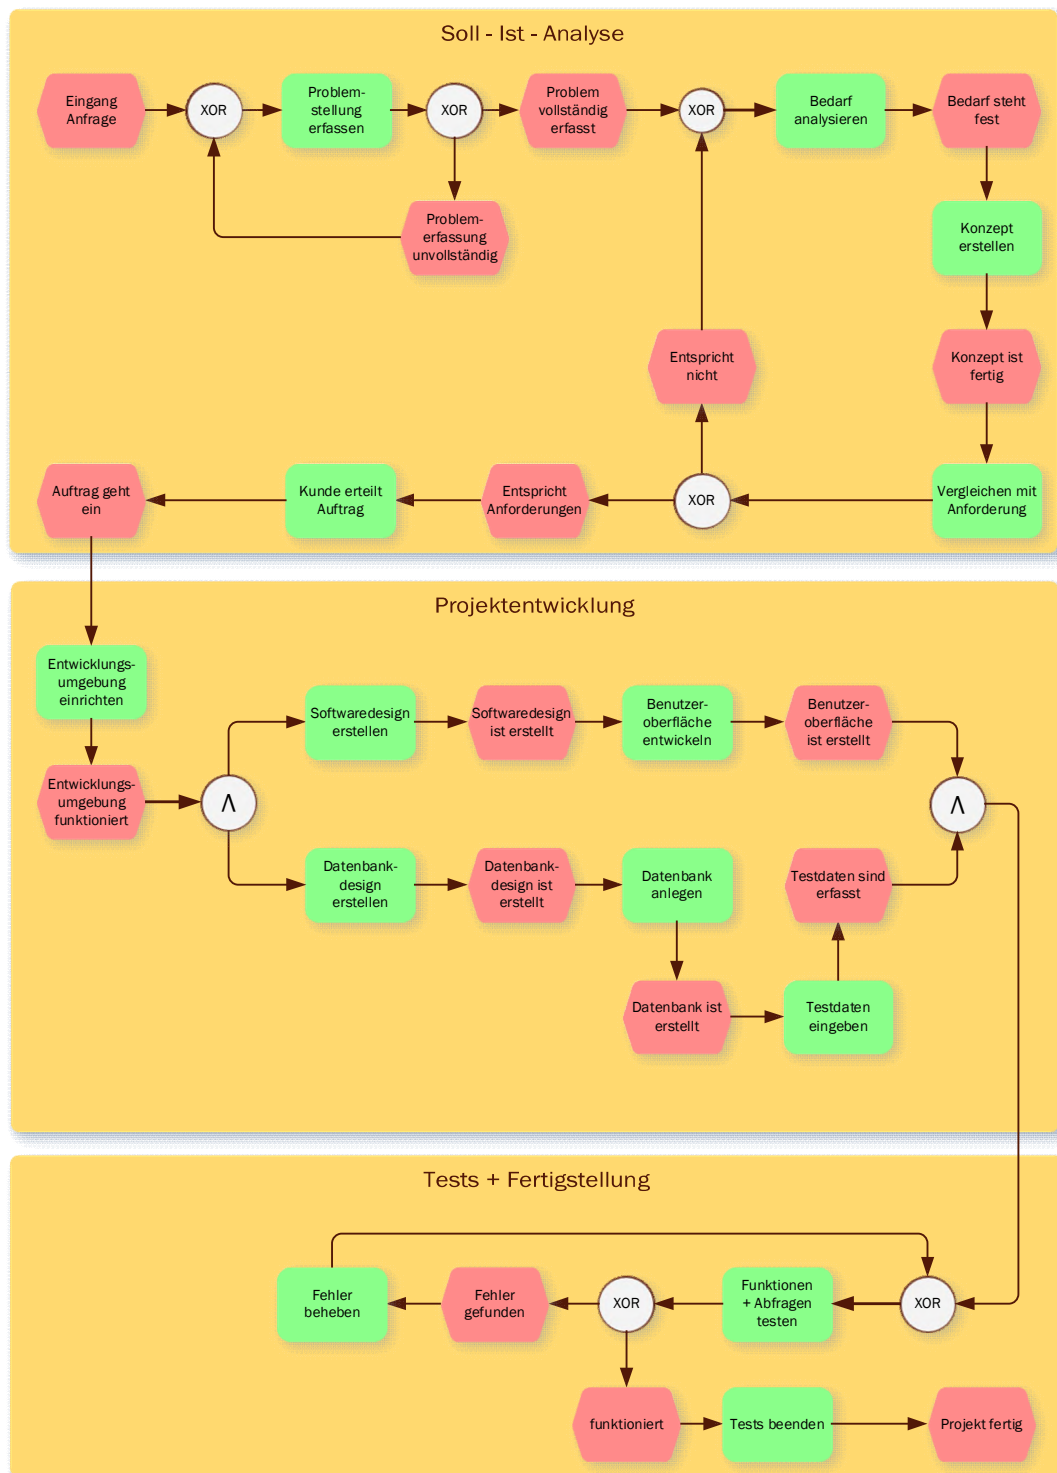 Soll - Ist - Analyse
Eingang
Anfrage
XOR
Problem-
stellung
erfassen
XOR
Problem
vollständig
erfasst
XOR
Bedarf
analysieren
Bedarf steht
fest
Problem-
erfassung
unvollständig
Konzept
erstellen
Entspricht
nicht
Konzept ist
fertig
Auftrag geht
ein
Kunde erteilt
Auftrag
Entspricht
Anforderungen
XOR
Vergleichen mit
Anforderung
Projektentwicklung
Entwicklungs-
umgebung
einrichten
Softwaredesign
erstellen
Softwaredesign
ist erstellt
Benutzer-
oberfläche
entwickeln
Benutzer-
oberfläche
ist erstellt
Entwicklungs-
umgebung
funktioniert
Λ
Λ
Datenbank-
design
erstellen
Datenbank-
design ist
erstellt
Datenbank
anlegen
Testdaten sind
erfasst
Datenbank ist
erstellt
Testdaten
eingeben
Tests + Fertigstellung
Fehler
beheben
Fehler
gefunden
XOR
Funktionen
+ Abfragen
testen
XOR
funktioniert
Tests beenden
Projekt fertig